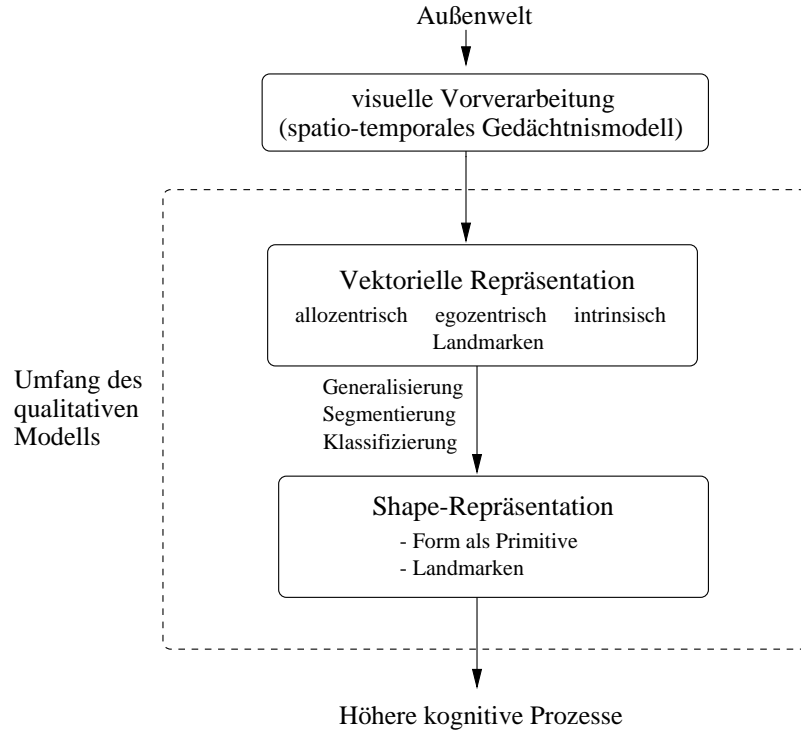 Außenwelt
visuelle Vorverarbeitung
(spatio-temporales Gedächtnismodell)
Vektorielle Repräsentation
allozentrisch egozentrisch intrinsisch
Landmarken
Umfang des
qualitativen
Modells
Generalisierung
Segmentierung
Klassifizierung
Shape-Repräsentation
- Form als Primitive
- Landmarken
Höhere kognitive Prozesse